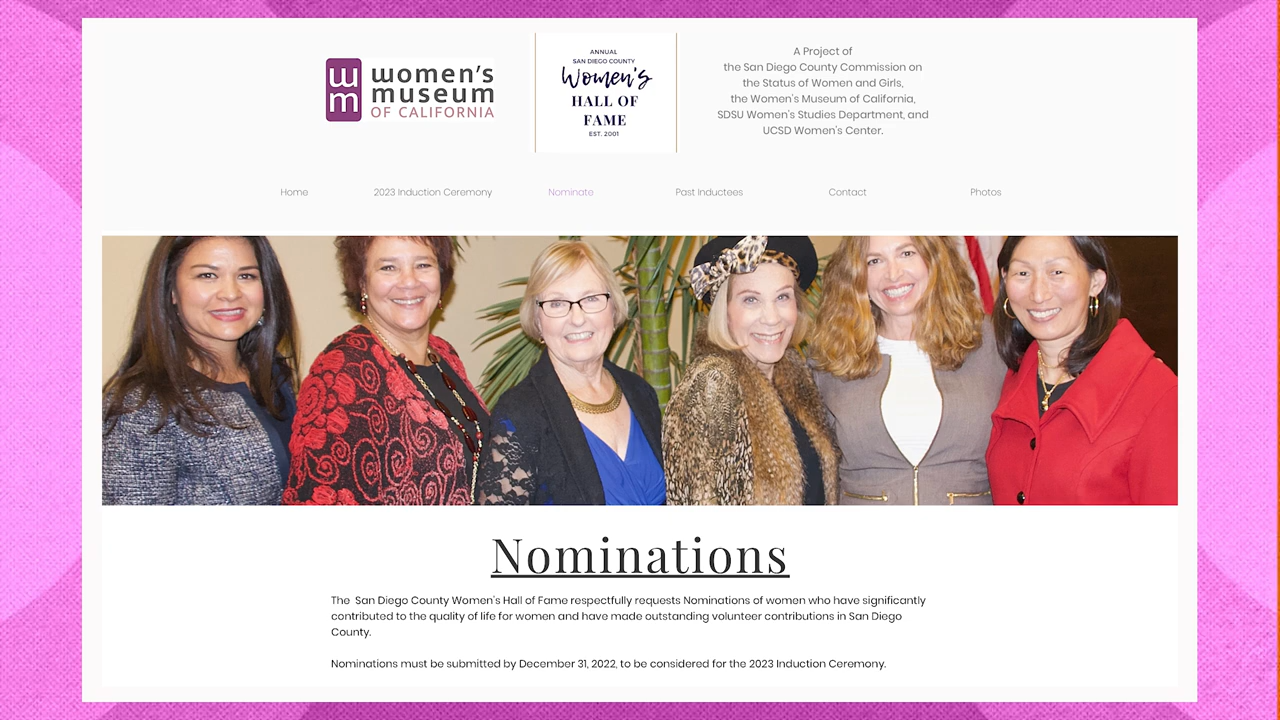 wm
women's
museum
OF CALIFORNIA
ANNUAL
SAN DIEGO COUNTY
Women's
HALL OF
FAME
EST. 2001
A Project of
the San Diego County Commission on
the Status of Women and Girls,
the Women's Museum of California,
SDSU Women's Studies Department, and
UCSD Women's Center.
Home 2023 Induction Ceremony Nominate Past Inductees Contact Photos
Nominations
The San Diego County Women's Hall of Fame respectfully requests Nominations of women who have significantly
contributed to the quality of life for women and have made outstanding volunteer contributions in San Diego
County.
Nominations must be submitted by December 31, 2022, to be considered for the 2023 Induction Ceremony.